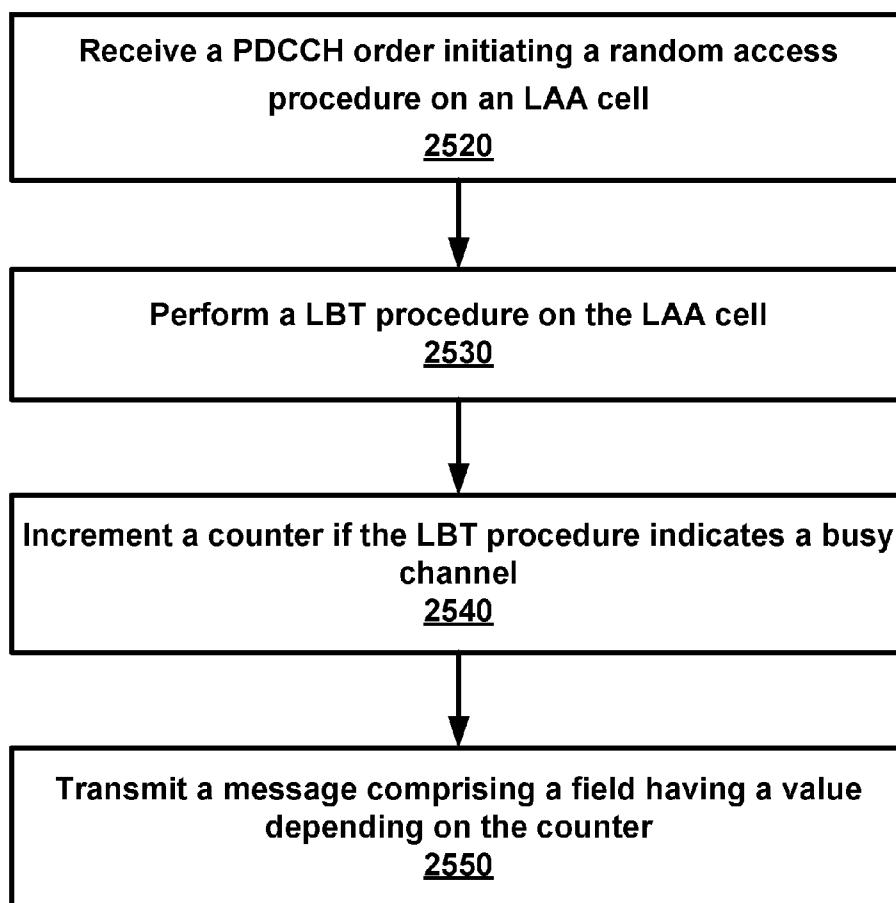 Receive a PDCCH order initiating a random access
procedure on an LAA cell
2520
Perform a LBT procedure on the LAA cell
2530
Increment a counter if the LBT procedure indicates a busy
channel
2540
Transmit a message comprising a field having a value
depending on the counter
2550